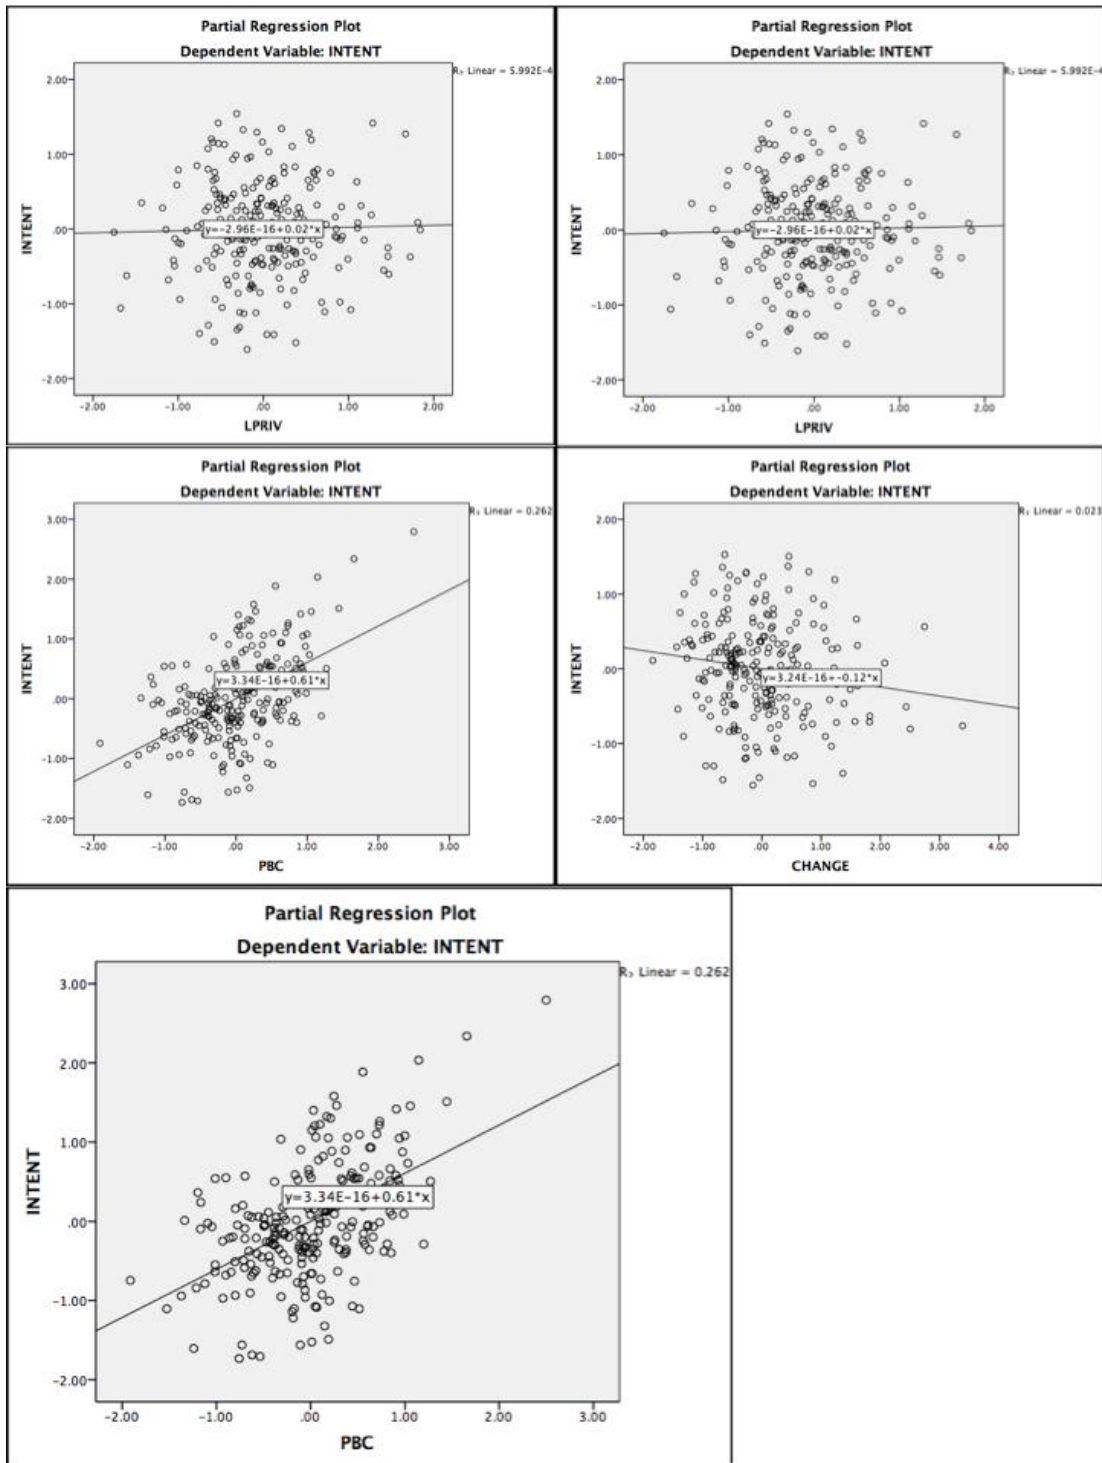 Partial Regression Plot
Dependent Variable: INTENT
R₂ Linear = 5.992E-4
2.00
1.00
.00
-1.00
-2.00
INTENT
y=-2.96E-16+0.02*x
-2.00 -1.00 .00 1.00 2.00
LPRIV
Partial Regression Plot
Dependent Variable: INTENT
R₂ Linear = 5.992E-4
2.00
1.00
.00
-1.00
-2.00
INTENT
y=-2.96E-16+0.02*x
-2.00 -1.00 .00 1.00 2.00
LPRIV
Partial Regression Plot
Dependent Variable: INTENT
R₂ Linear = 0.262
3.00
2.00
1.00
.00
-1.00
-2.00
INTENT
y=3.34E-16+0.61*x
-2.00 -1.00 .00 1.00 2.00 3.00
PBC
Partial Regression Plot
Dependent Variable: INTENT
R₂ Linear = 0.023
2.00
1.00
.00
-1.00
-2.00
INTENT
y=3.24E-16+-0.12*x
-2.00 -1.00 .00 1.00 2.00 3.00 4.00
CHANGE
Partial Regression Plot
Dependent Variable: INTENT
R₂ Linear = 0.262
3.00
2.00
1.00
.00
-1.00
-2.00
INTENT
y=3.34E-16+0.61*x
-2.00 -1.00 .00 1.00 2.00 3.00
PBC